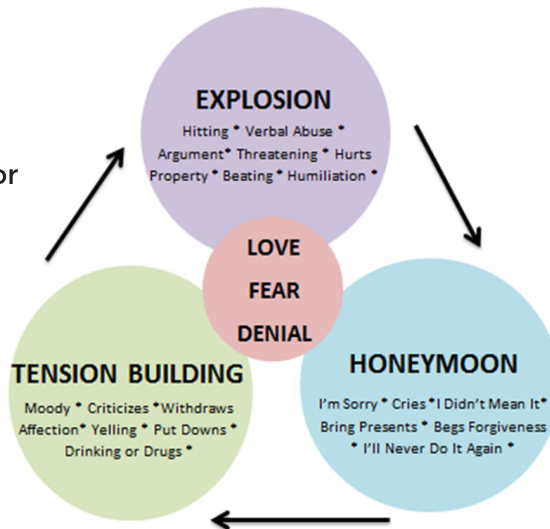 EXPLOSION
Hitting * Verbal Abuse *
Argument* Threatening * Hurts
Property * Beating * Humiliation *
or
LOVE
FEAR
DENIAL
TENSION BUILDING
Moody * Criticizes *Withdraws
Affection* Yelling * Put Downs *
Drinking or Drugs *
HONEYMOON
I'm Sorry * Cries *I Didn't Mean It*
Bring Presents * Begs Forgiveness
* I'll Never Do It Again *